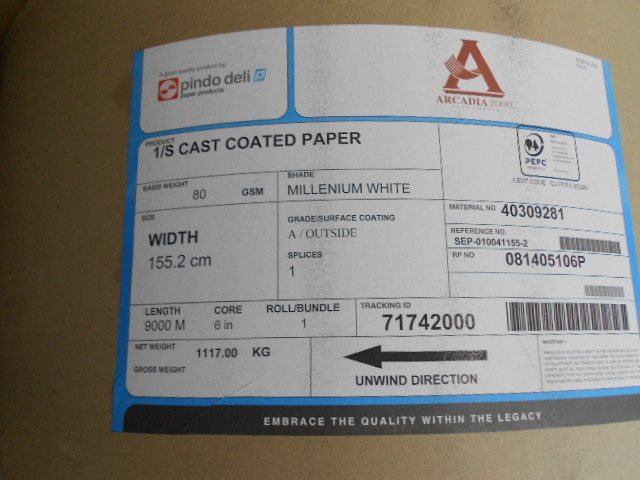 A good quality product by
pindo deli
paper products
ARCADIA 2000
PRODUCT
1/S CAST COATED PAPER
PEFC
BASIS WEIGHT
80 GSM
SHADE
MILLENIUM WHITE
SIZE
WIDTH
155.2 cm
GRADE/SURFACE COATING
A / OUTSIDE
SPLICES
1
MATERIAL NO 40309281
REFERENCE NO.
SEP-010041155-2
RP NO 081405106P
LENGTH
9000 M
CORE
6 in
ROLL/BUNDLE
1
TRACKING ID
71742000
NET WEIGHT 1117.00 KG
GROSS WEIGHT
UNWIND DIRECTION
IMPORTANT:
EMBRACE THE QUALITY WITHIN THE LEGACY